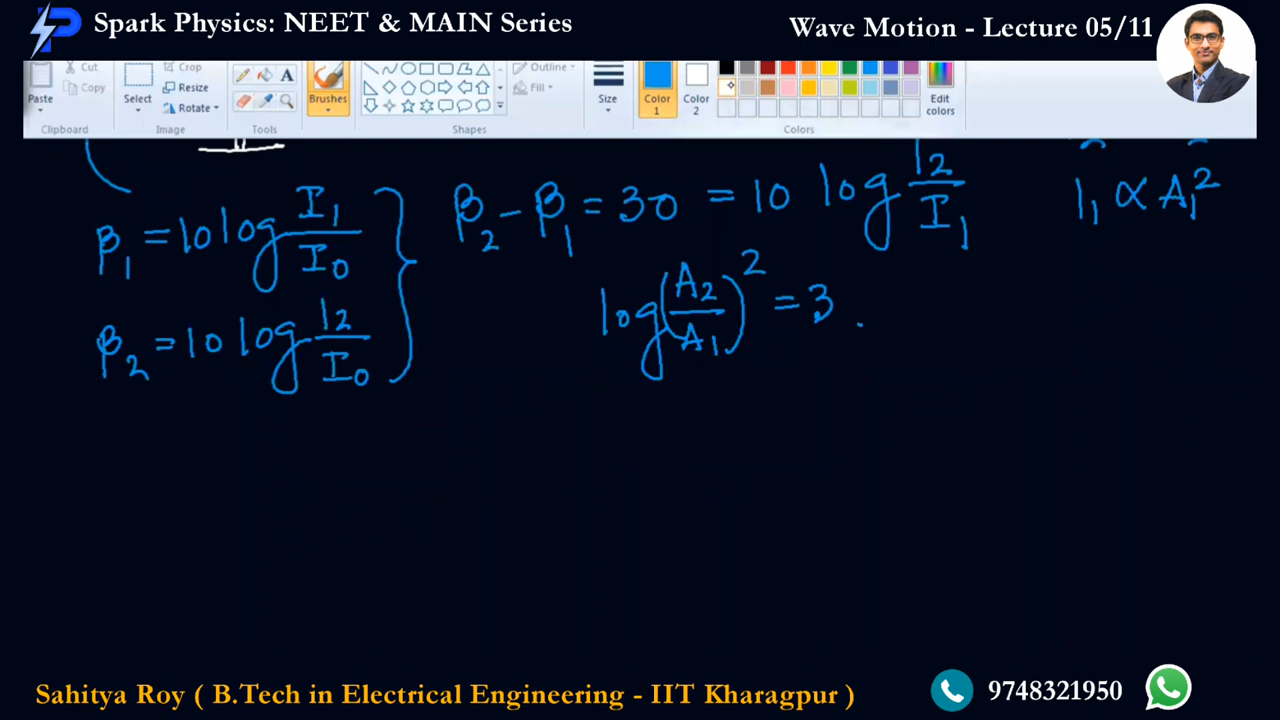 Spark Physics: NEET & MAIN Series
Wave Motion - Lecture 05/11
Cut
Copy
Paste
Clipboard
Crop
Resize
Rotate
Select
Image
Tools
Brushes
Outline
Fill
Shapes
Size
Color 1
Color 2
Edit colors
Colors
β₁ = 10 log I₁/I₀
β₂ = 10 log I₂/I₀
β₂ - β₁ = 30 = 10 log I₂/I₁
I₁ ∝ A₁²
log(A₂/A₁)² = 3 .
Sahitya Roy ( B.Tech in Electrical Engineering - IIT Kharagpur )
9748321950